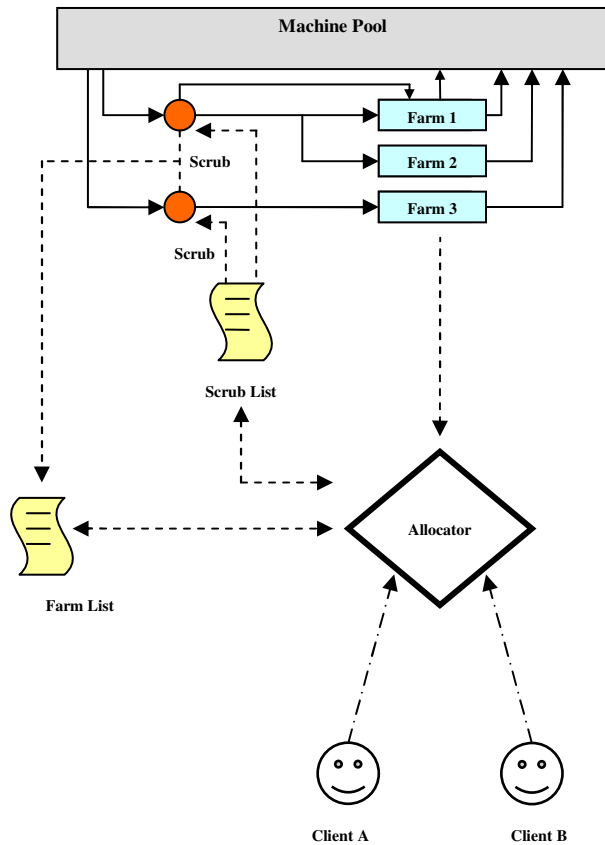 Machine Pool
Farm 1
Scrub
Farm 2
Farm 3
Scrub
Scrub List
Allocator
Farm List
Client A
Client B